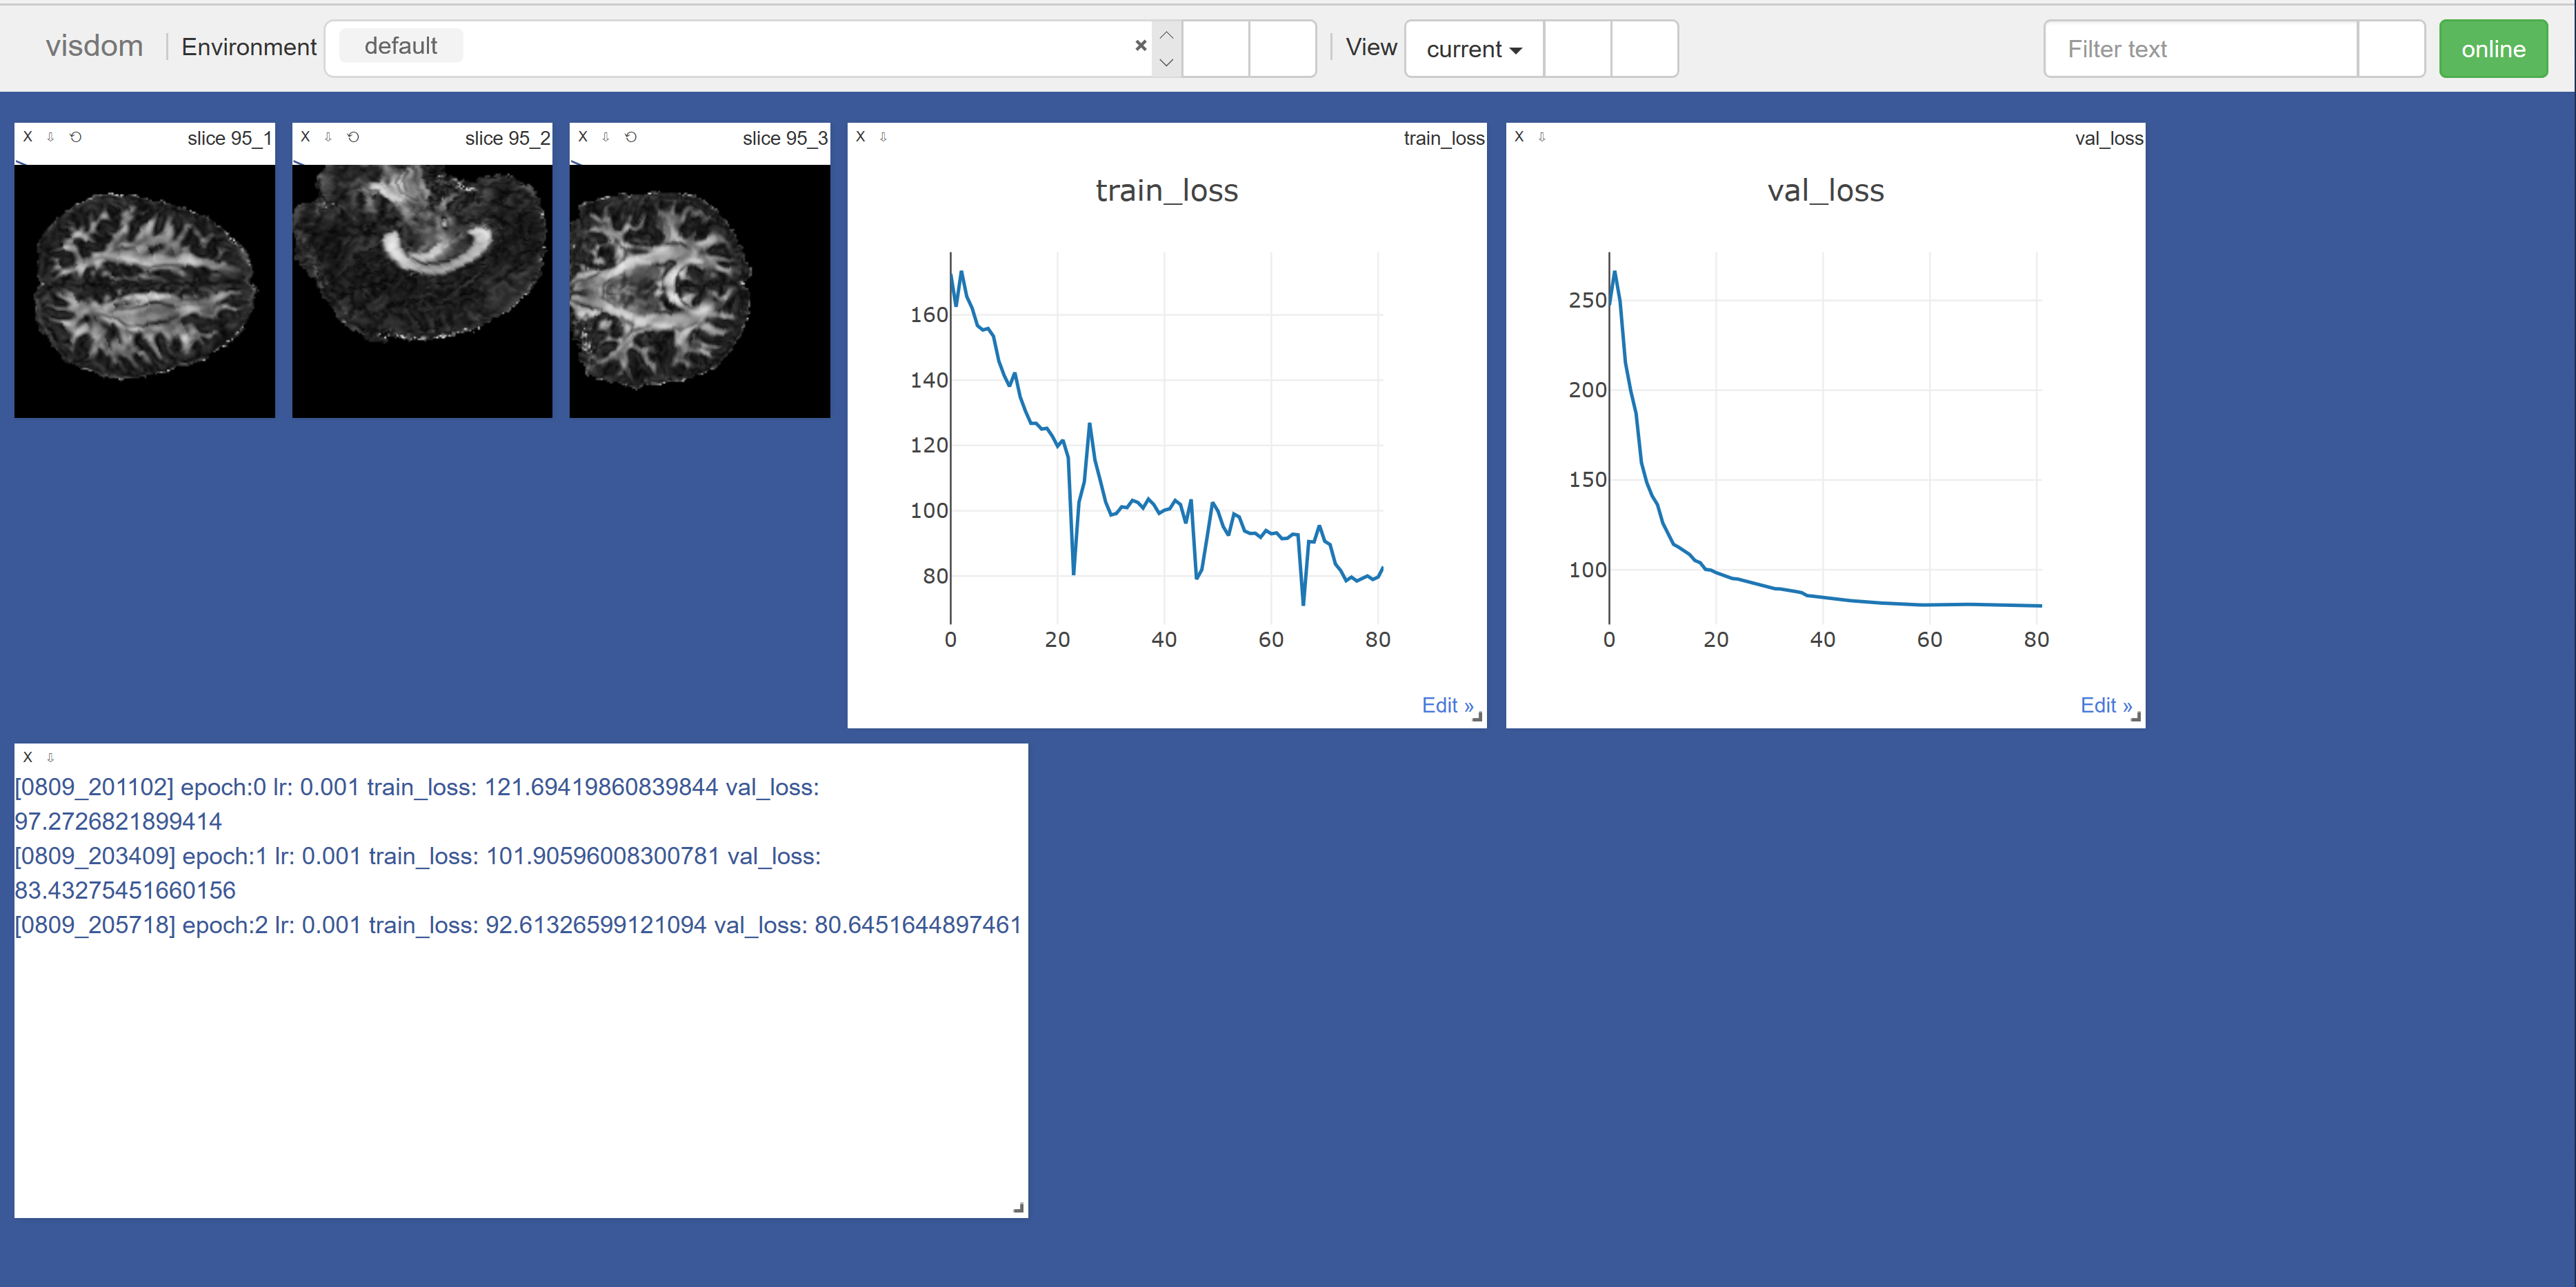 visdom Environment default × View current Filter text online
X slice 95_1
X slice 95_2
X slice 95_3
X train_loss
train_loss
160
140
120
100
80
0 20 40 60 80
Edit »
X val_loss
val_loss
250
200
150
100
0 20 40 60 80
Edit »
X
[0809_201102] epoch:0 lr: 0.001 train_loss: 121.69419860839844 val_loss:
97.2726821899414
[0809_203409] epoch:1 lr: 0.001 train_loss: 101.90596008300781 val_loss:
83.43275451660156
[0809_205718] epoch:2 lr: 0.001 train_loss: 92.61326599121094 val_loss: 80.6451644897461